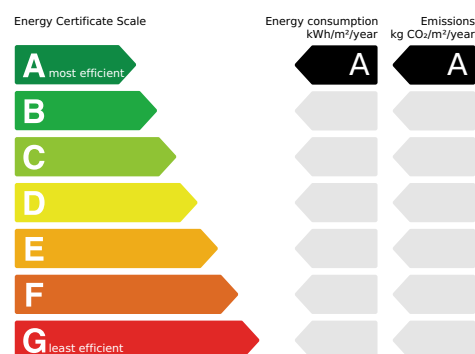 Energy Certificate Scale
Energy consumption
kWh/m²/year
Emissions
kg CO₂/m²/year
A most efficient
A
A
B
C
D
E
F
G least efficient